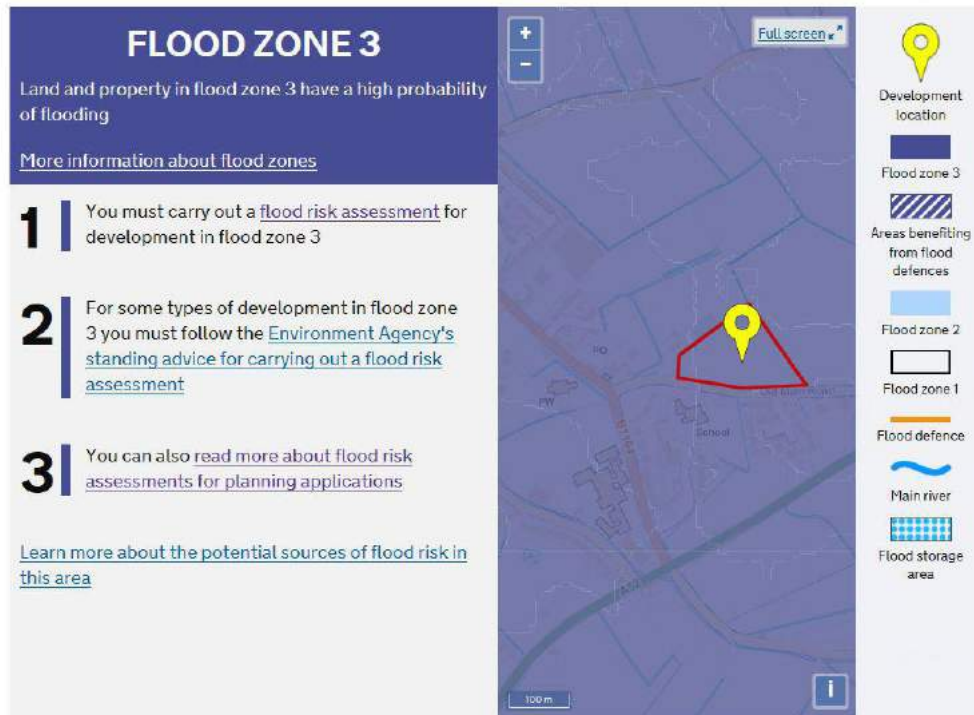 FLOOD ZONE 3
Land and property in flood zone 3 have a high probability
of flooding
More information about flood zones
1
You must carry out a flood risk assessment for
development in flood zone 3
2
For some types of development in flood zone
3 you must follow the Environment Agency's
standing advice for carrying out a flood risk
assessment
3
You can also read more about flood risk
assessments for planning applications
Learn more about the potential sources of flood risk in
this area
+
−
Full screen
PO
PW
School
100 m
i
Development
location
Flood zone 3
Areas benefiting
from flood
defences
Flood zone 2
Flood zone 1
Flood defence
Main river
Flood storage
area